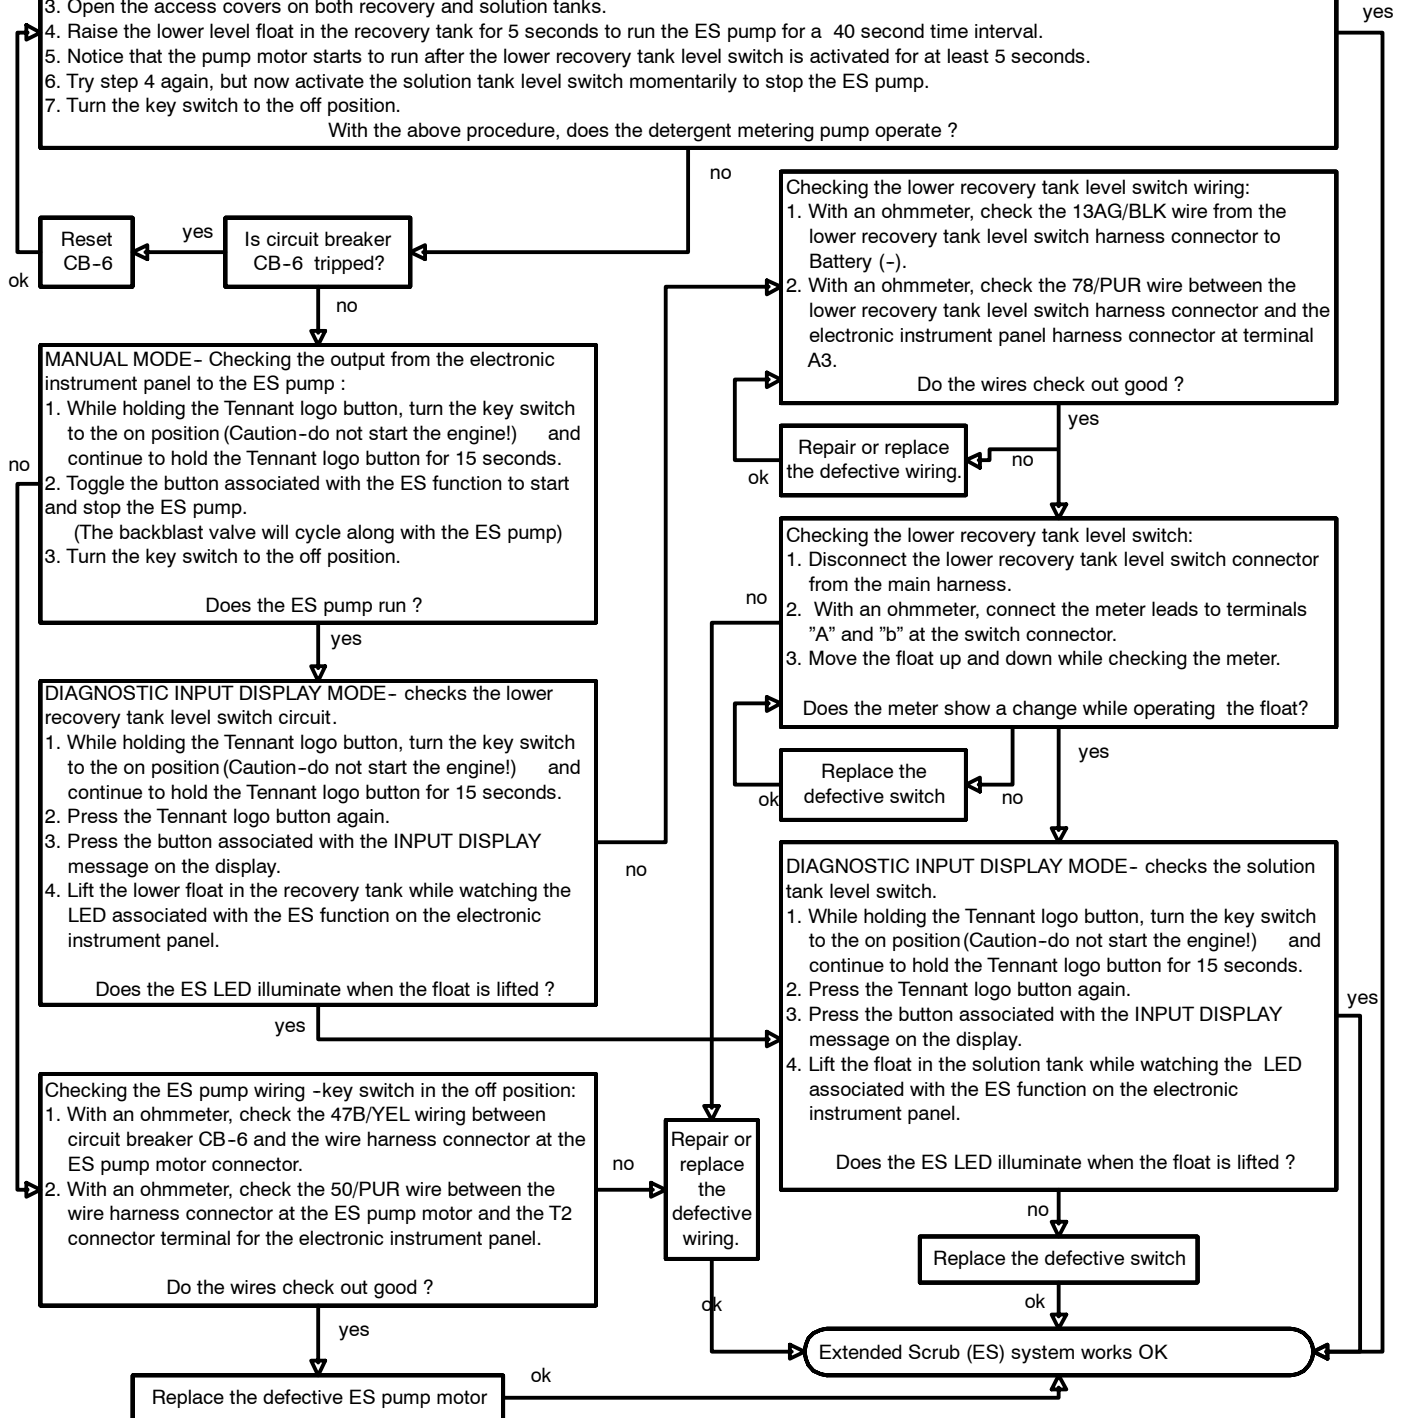 3. Open the access covers on both recovery and solution tanks.
4. Raise the lower level float in the recovery tank for 5 seconds to run the ES pump for a 40 second time interval.
5. Notice that the pump motor starts to run after the lower recovery tank level switch is activated for at least 5 seconds.
6. Try step 4 again, but now activate the solution tank level switch momentarily to stop the ES pump.
7. Turn the key switch to the off position.
With the above procedure, does the detergent metering pump operate ?
yes
no
Is circuit breaker
CB-6 tripped?
yes
Reset
CB-6
ok
no
MANUAL MODE- Checking the output from the electronic
instrument panel to the ES pump :
1. While holding the Tennant logo button, turn the key switch
to the on position (Caution-do not start the engine!) and
continue to hold the Tennant logo button for 15 seconds.
2. Toggle the button associated with the ES function to start
and stop the ES pump.
(The backblast valve will cycle along with the ES pump)
3. Turn the key switch to the off position.
Does the ES pump run ?
no
yes
DIAGNOSTIC INPUT DISPLAY MODE- checks the lower
recovery tank level switch circuit.
1. While holding the Tennant logo button, turn the key switch
to the on position (Caution-do not start the engine!) and
continue to hold the Tennant logo button for 15 seconds.
2. Press the Tennant logo button again.
3. Press the button associated with the INPUT DISPLAY
message on the display.
4. Lift the lower float in the recovery tank while watching the
LED associated with the ES function on the electronic
instrument panel.
Does the ES LED illuminate when the float is lifted ?
no
yes
Checking the ES pump wiring -key switch in the off position:
1. With an ohmmeter, check the 47B/YEL wiring between
circuit breaker CB-6 and the wire harness connector at the
ES pump motor connector.
2. With an ohmmeter, check the 50/PUR wire between the
wire harness connector at the ES pump motor and the T2
connector terminal for the electronic instrument panel.
Do the wires check out good ?
no
yes
Replace the defective ES pump motor
ok
Checking the lower recovery tank level switch wiring:
1. With an ohmmeter, check the 13AG/BLK wire from the
lower recovery tank level switch harness connector to
Battery (-).
2. With an ohmmeter, check the 78/PUR wire between the
lower recovery tank level switch harness connector and the
electronic instrument panel harness connector at terminal
A3.
Do the wires check out good ?
yes
no
Repair or replace
the defective wiring.
ok
Checking the lower recovery tank level switch:
1. Disconnect the lower recovery tank level switch connector
from the main harness.
2. With an ohmmeter, connect the meter leads to terminals
”A” and ”b” at the switch connector.
3. Move the float up and down while checking the meter.
Does the meter show a change while operating the float?
no
yes
no
Replace the
defective switch
ok
DIAGNOSTIC INPUT DISPLAY MODE- checks the solution
tank level switch.
1. While holding the Tennant logo button, turn the key switch
to the on position (Caution-do not start the engine!) and
continue to hold the Tennant logo button for 15 seconds.
2. Press the Tennant logo button again.
3. Press the button associated with the INPUT DISPLAY
message on the display.
4. Lift the float in the solution tank while watching the LED
associated with the ES function on the electronic
instrument panel.
Does the ES LED illuminate when the float is lifted ?
yes
no
Repair or
replace
the
defective
wiring.
ok
Replace the defective switch
ok
Extended Scrub (ES) system works OK